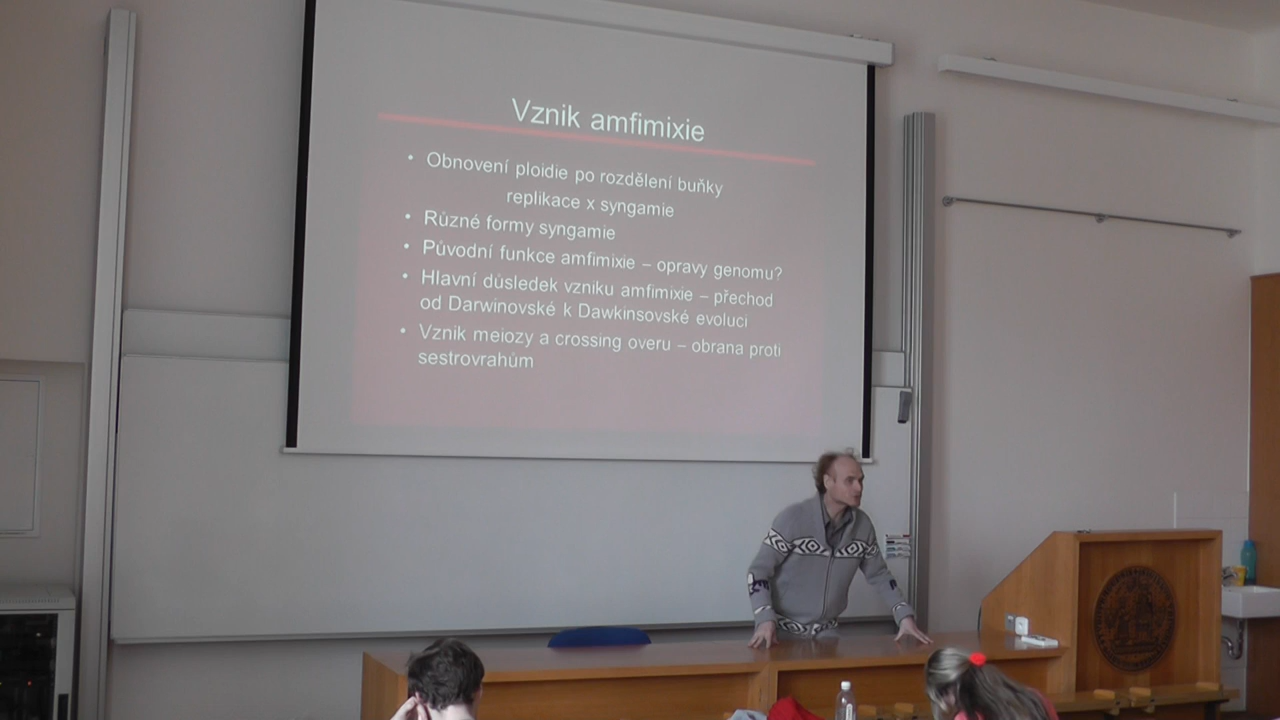 Vznik amfimixie
• Obnovení ploidie po rozdělení buňky
replikace x syngamie
• Různé formy syngamie
• Původní funkce amfimixie – opravy genomu?
• Hlavní důsledek vzniku amfimixie – přechod
od Darwinovské k Dawkinsovské evoluci
• Vznik meiozy a crossing overu – obrana proti
sestrovrahům